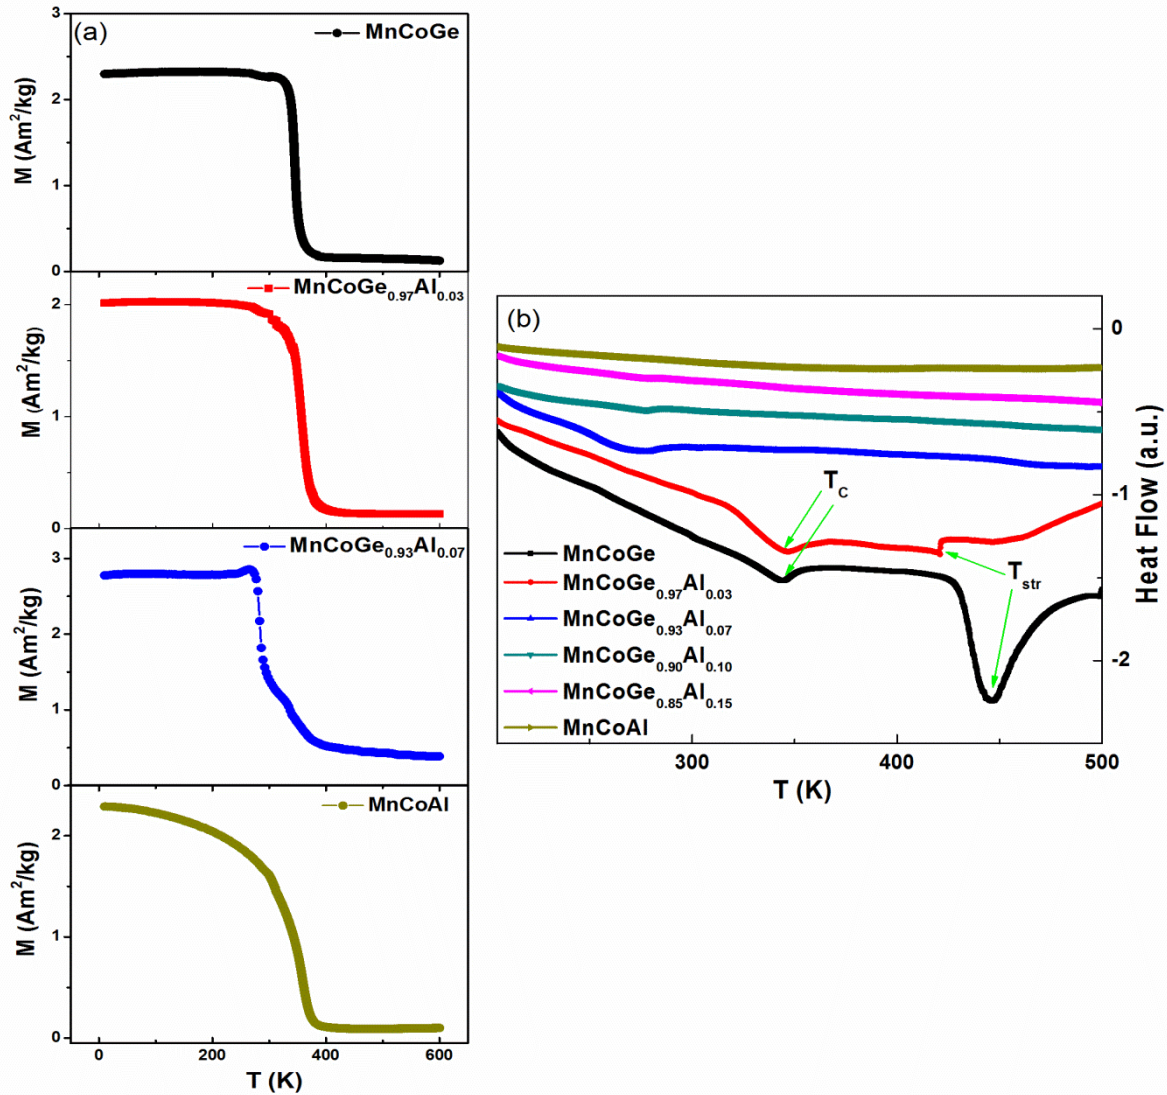 (a)
MnCoGe
3
2
1
0
M (Am²/kg)
MnCoGe₀.₉₇Al₀.₀₃
2
1
0
M (Am²/kg)
MnCoGe₀.₉₃Al₀.₀₇
3
2
1
0
M (Am²/kg)
MnCoAl
2
1
0
M (Am²/kg)
0 200 400 600
T (K)
(b)
0
-1
-2
Heat Flow (a.u.)
T_C
T_str
MnCoGe
MnCoGe₀.₉₇Al₀.₀₃
MnCoGe₀.₉₃Al₀.₀₇
MnCoGe₀.₉₀Al₀.₁₀
MnCoGe₀.₈₅Al₀.₁₅
MnCoAl
300 400 500
T (K)